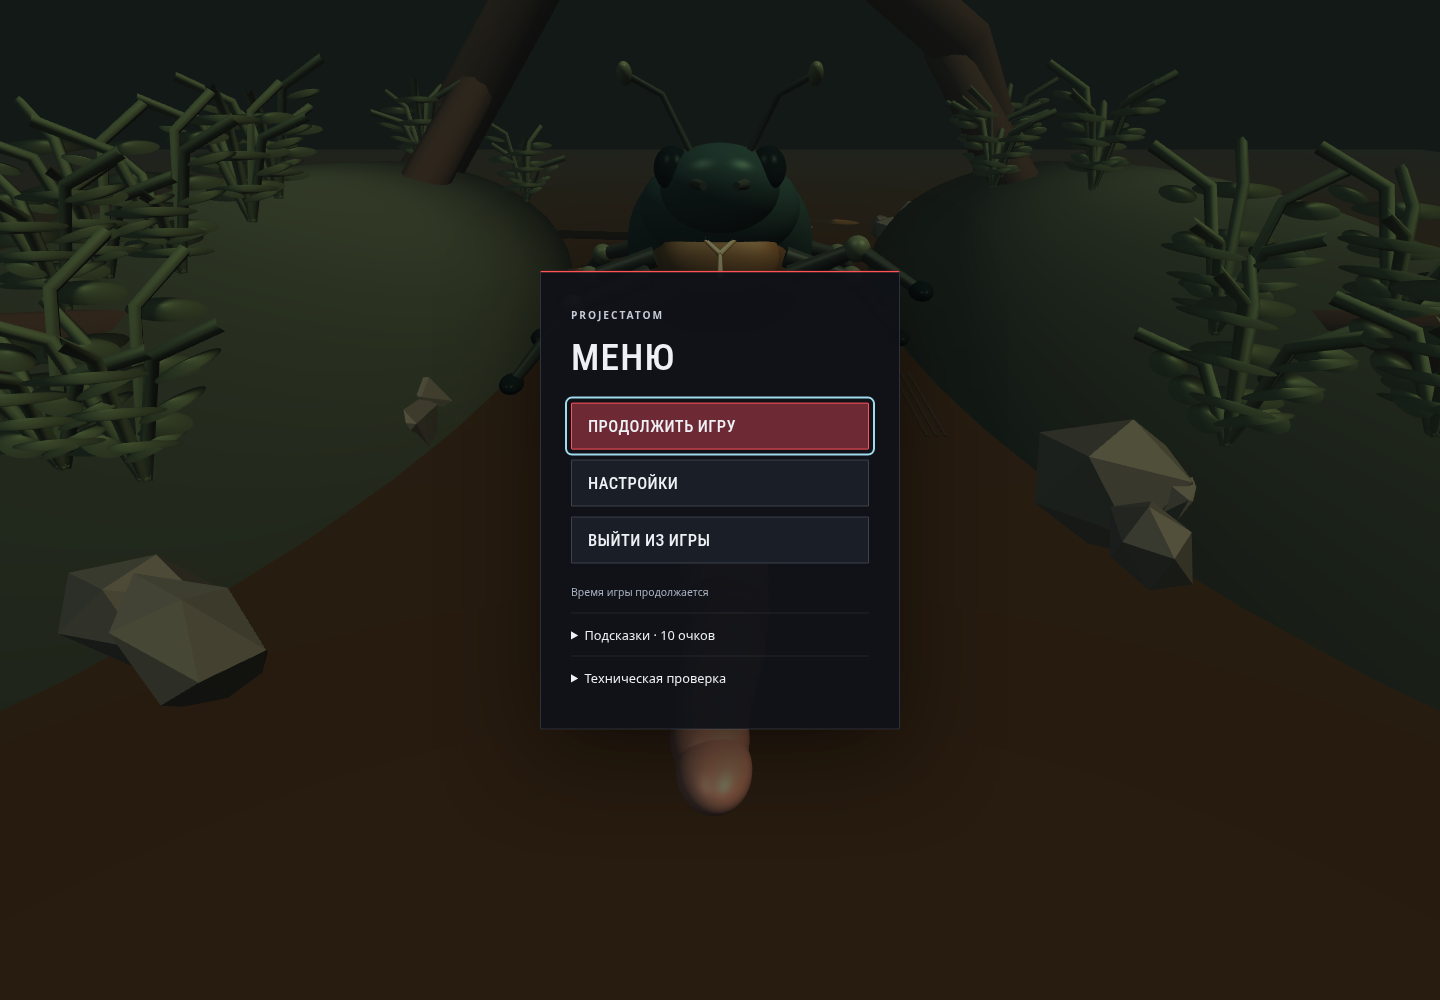 PROJECTATOM
МЕНЮ
ПРОДОЛЖИТЬ ИГРУ
НАСТРОЙКИ
ВЫЙТИ ИЗ ИГРЫ
Время игры продолжается
Подсказки · 10 очков
Техническая проверка